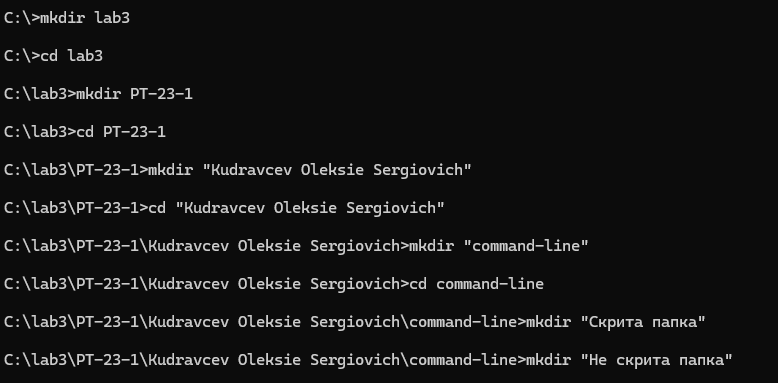 C:\>mkdir lab3
C:\>cd lab3
C:\lab3>mkdir PT-23-1
C:\lab3>cd PT-23-1
C:\lab3\PT-23-1>mkdir "Kudravcev Oleksie Sergiovich"
C:\lab3\PT-23-1>cd "Kudravcev Oleksie Sergiovich"
C:\lab3\PT-23-1\Kudravcev Oleksie Sergiovich>mkdir "command-line"
C:\lab3\PT-23-1\Kudravcev Oleksie Sergiovich>cd command-line
C:\lab3\PT-23-1\Kudravcev Oleksie Sergiovich\command-line>mkdir "Скрита папка"
C:\lab3\PT-23-1\Kudravcev Oleksie Sergiovich\command-line>mkdir "Не скрита папка"